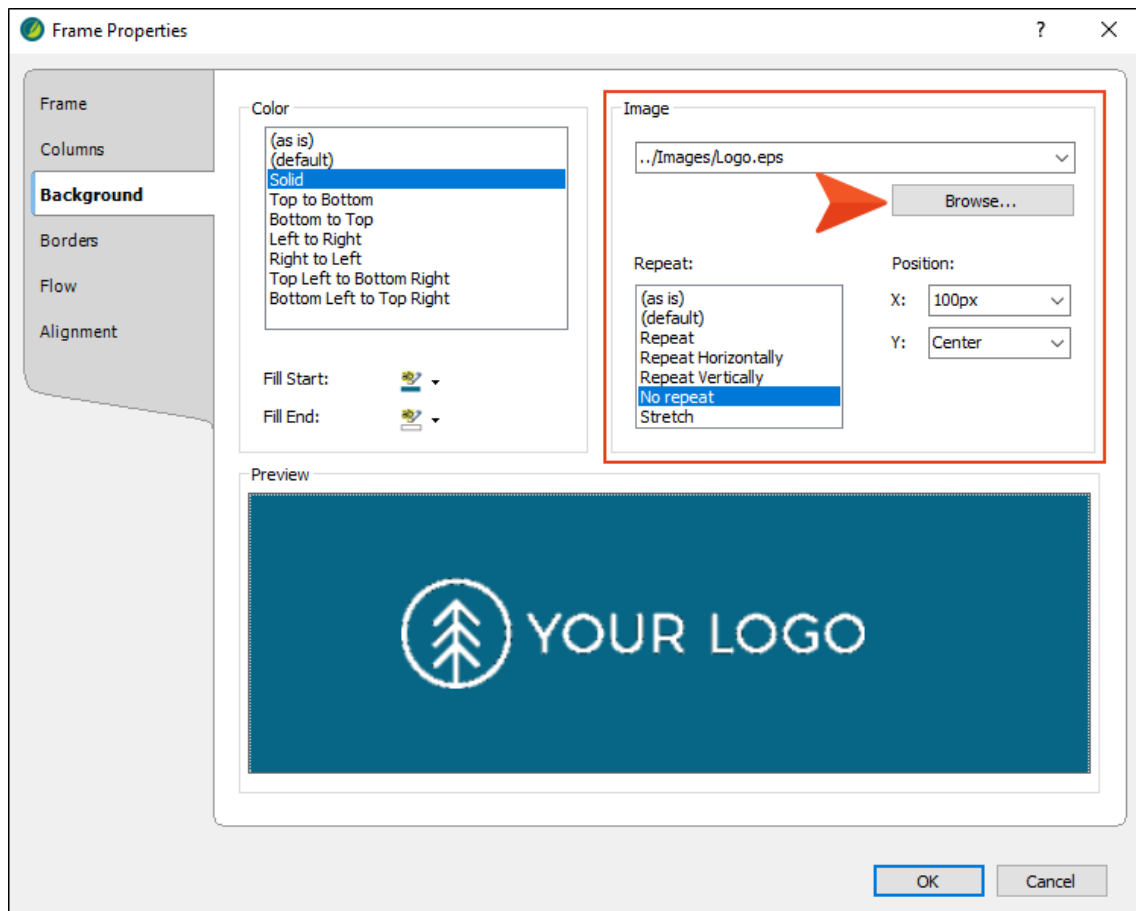 Frame Properties
?
Frame
Columns
Background
Borders
Flow
Alignment
Color
(as is)
(default)
Solid
Top to Bottom
Bottom to Top
Left to Right
Right to Left
Top Left to Bottom Right
Bottom Left to Top Right
Fill Start:
Fill End:
Image
../Images/Logo.eps
Browse...
Repeat:
(as is)
(default)
Repeat
Repeat Horizontally
Repeat Vertically
No repeat
Stretch
Position:
X: 100px
Y: Center
Preview
YOUR LOGO
OK
Cancel